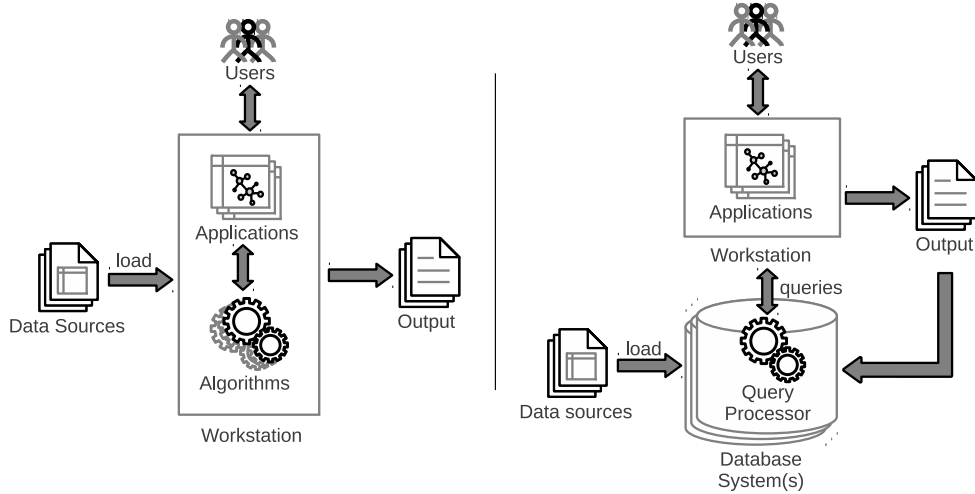 Users
Applications
load
Data Sources
Output
Algorithms
Workstation
Users
Applications
Output
Workstation
queries
load
Data sources
Query
Processor
Database
System(s)